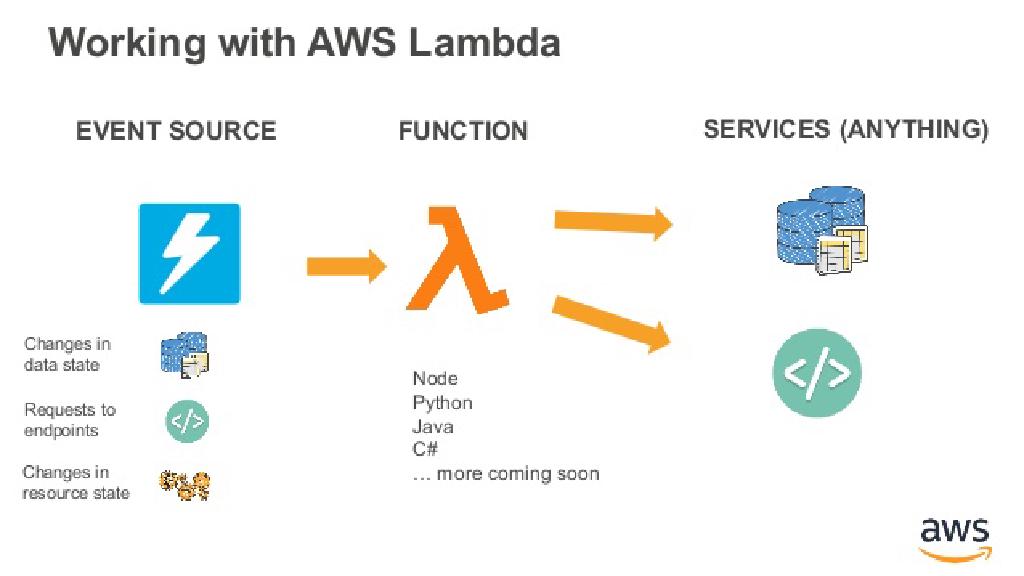 Working with AWS Lambda
EVENT SOURCE
FUNCTION
SERVICES (ANYTHING)
Changes in
data state
Requests to
endpoints
</>
Changes in
resource state
Node
Python
Java
C#
… more coming soon
</>
aws